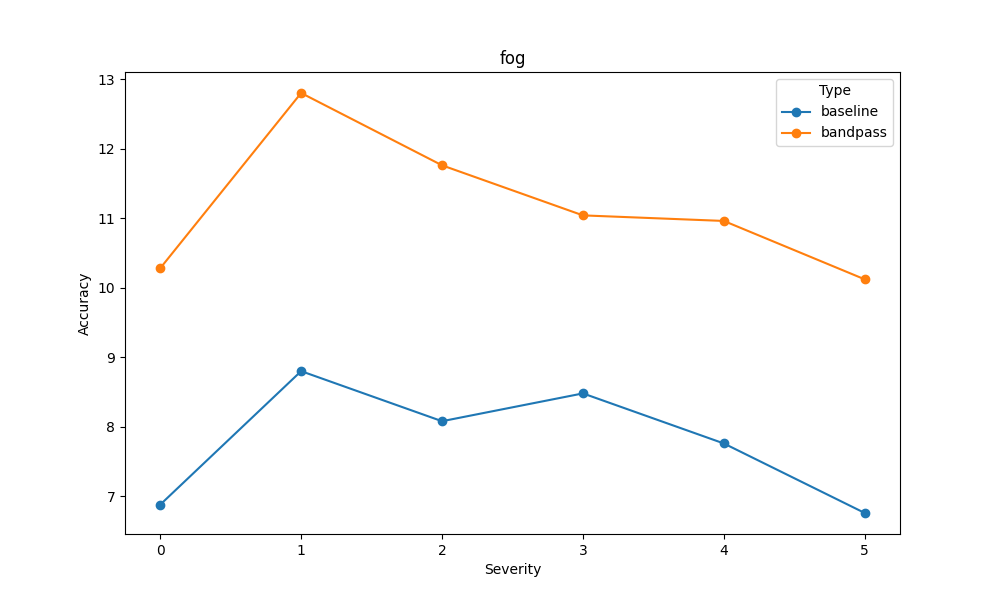 fog
13
12
11
10
9
8
7
Accuracy
Type
baseline
bandpass
0 1 2 3 4 5
Severity